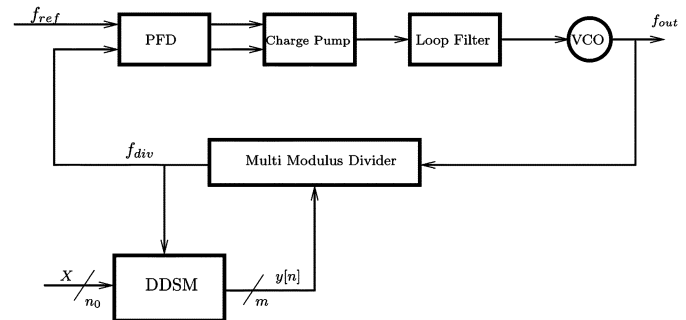 f_ref
PFD
Charge Pump
Loop Filter
VCO
f_out
f_div
Multi Modulus Divider
X
n_0
DDSM
y[n]
m